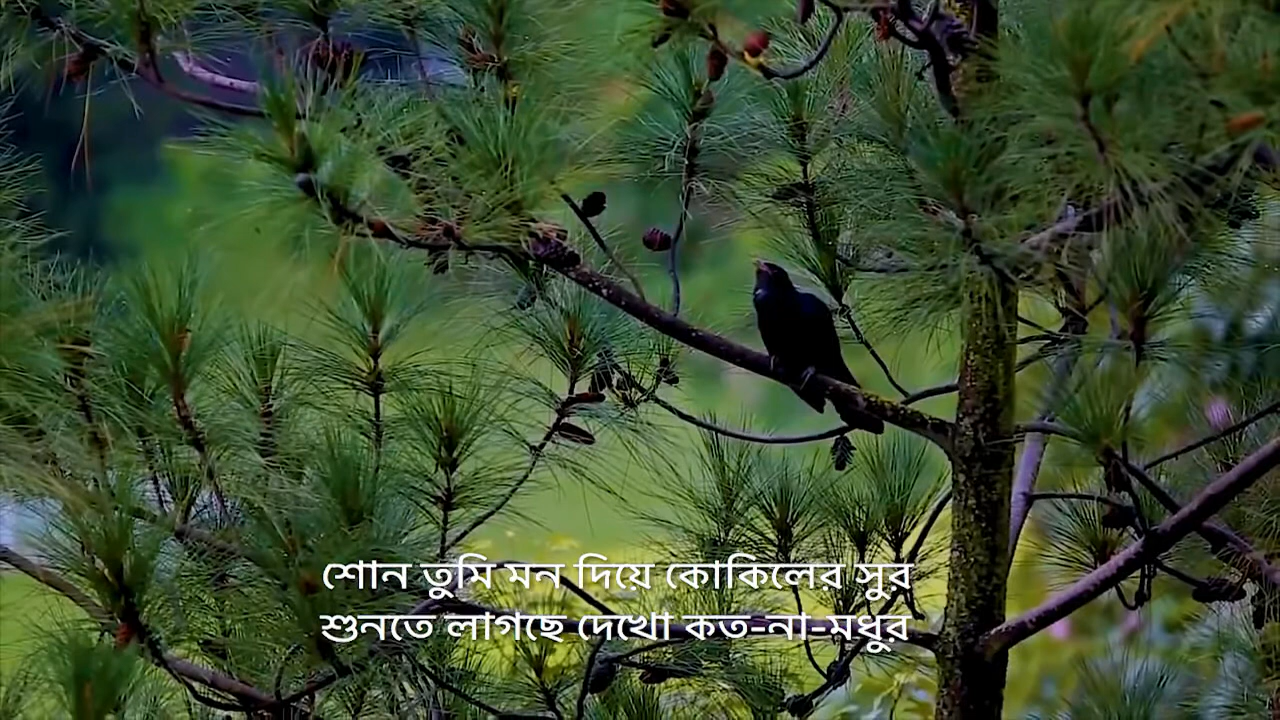 শোন তুমি মন দিয়ে কোকিলের সুর
শুনতে লাগছে দেখো কত-না-মধুর